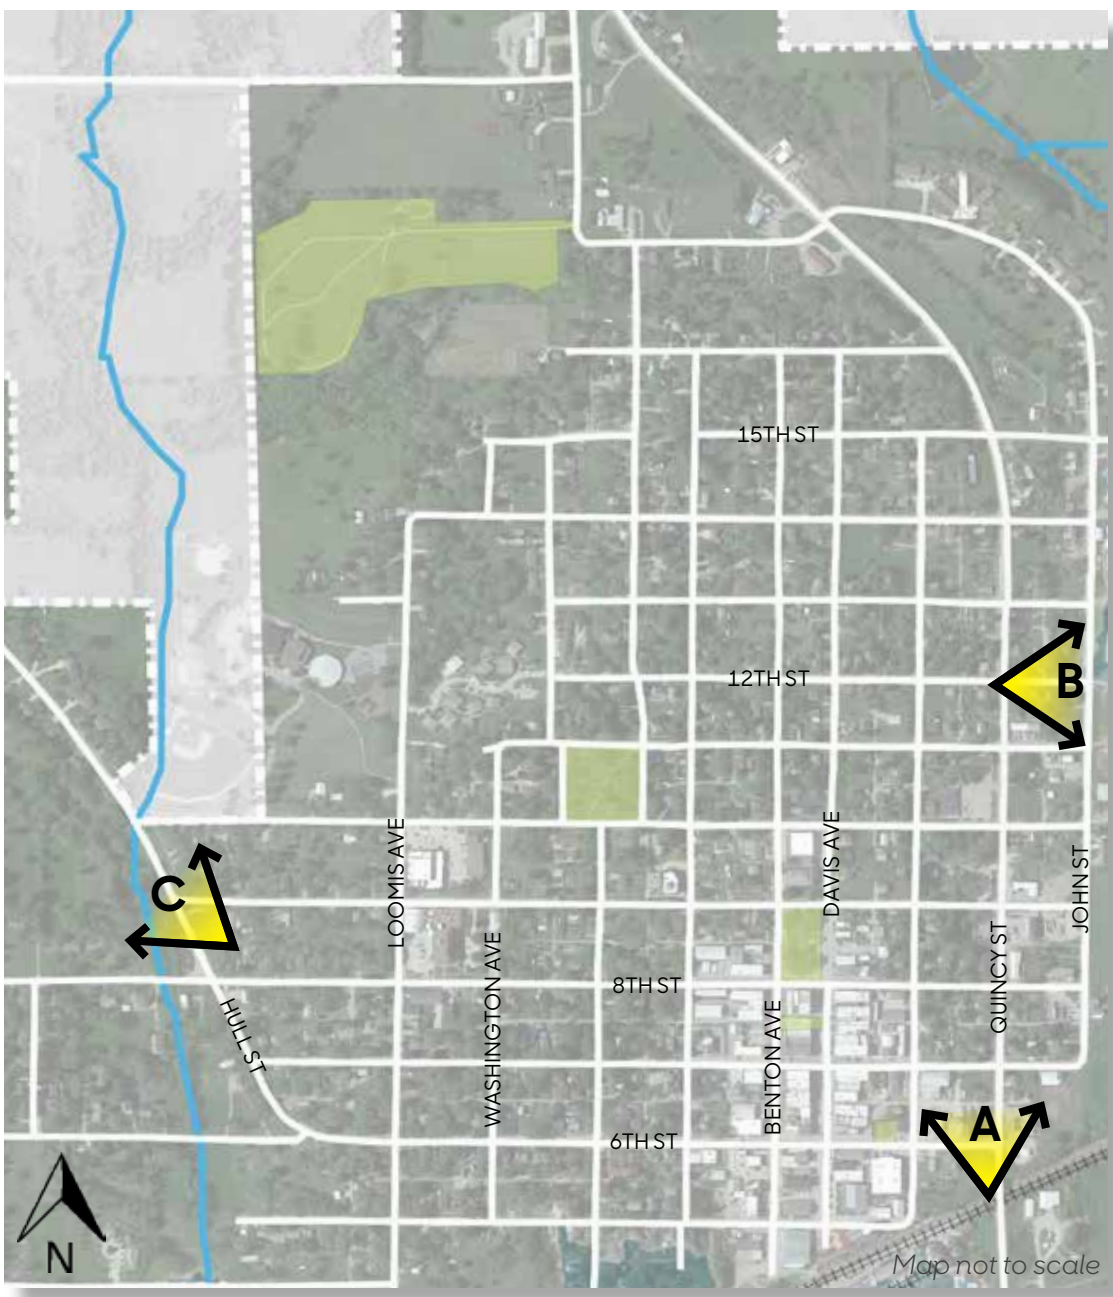 15TH ST
12TH ST
B
LOOMIS AVE
DAVIS AVE
JOHN ST
C
WASHINGTON AVE
QUINCY ST
8TH ST
HULL ST
BENTON AVE
A
6TH ST
N
Map not to scale